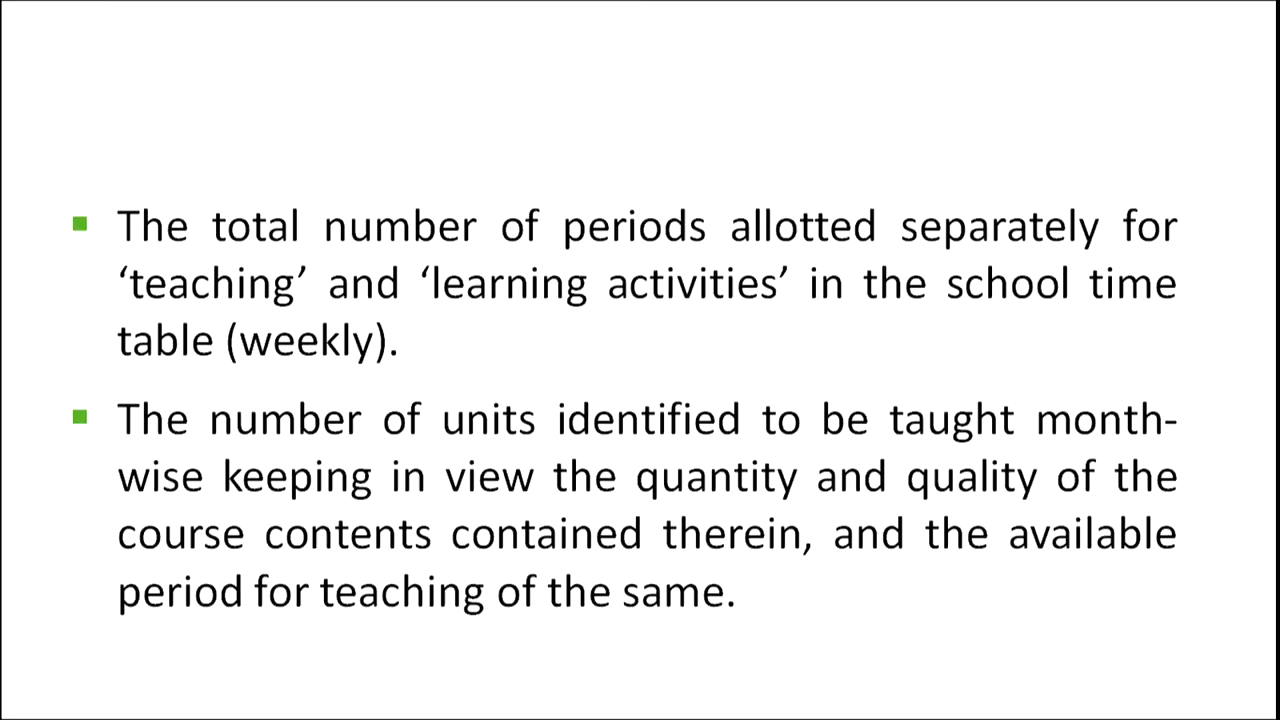 The total number of periods allotted separately for
‘teaching’ and ‘learning activities’ in the school time
table (weekly).
The number of units identified to be taught month-
wise keeping in view the quantity and quality of the
course contents contained therein, and the available
period for teaching of the same.